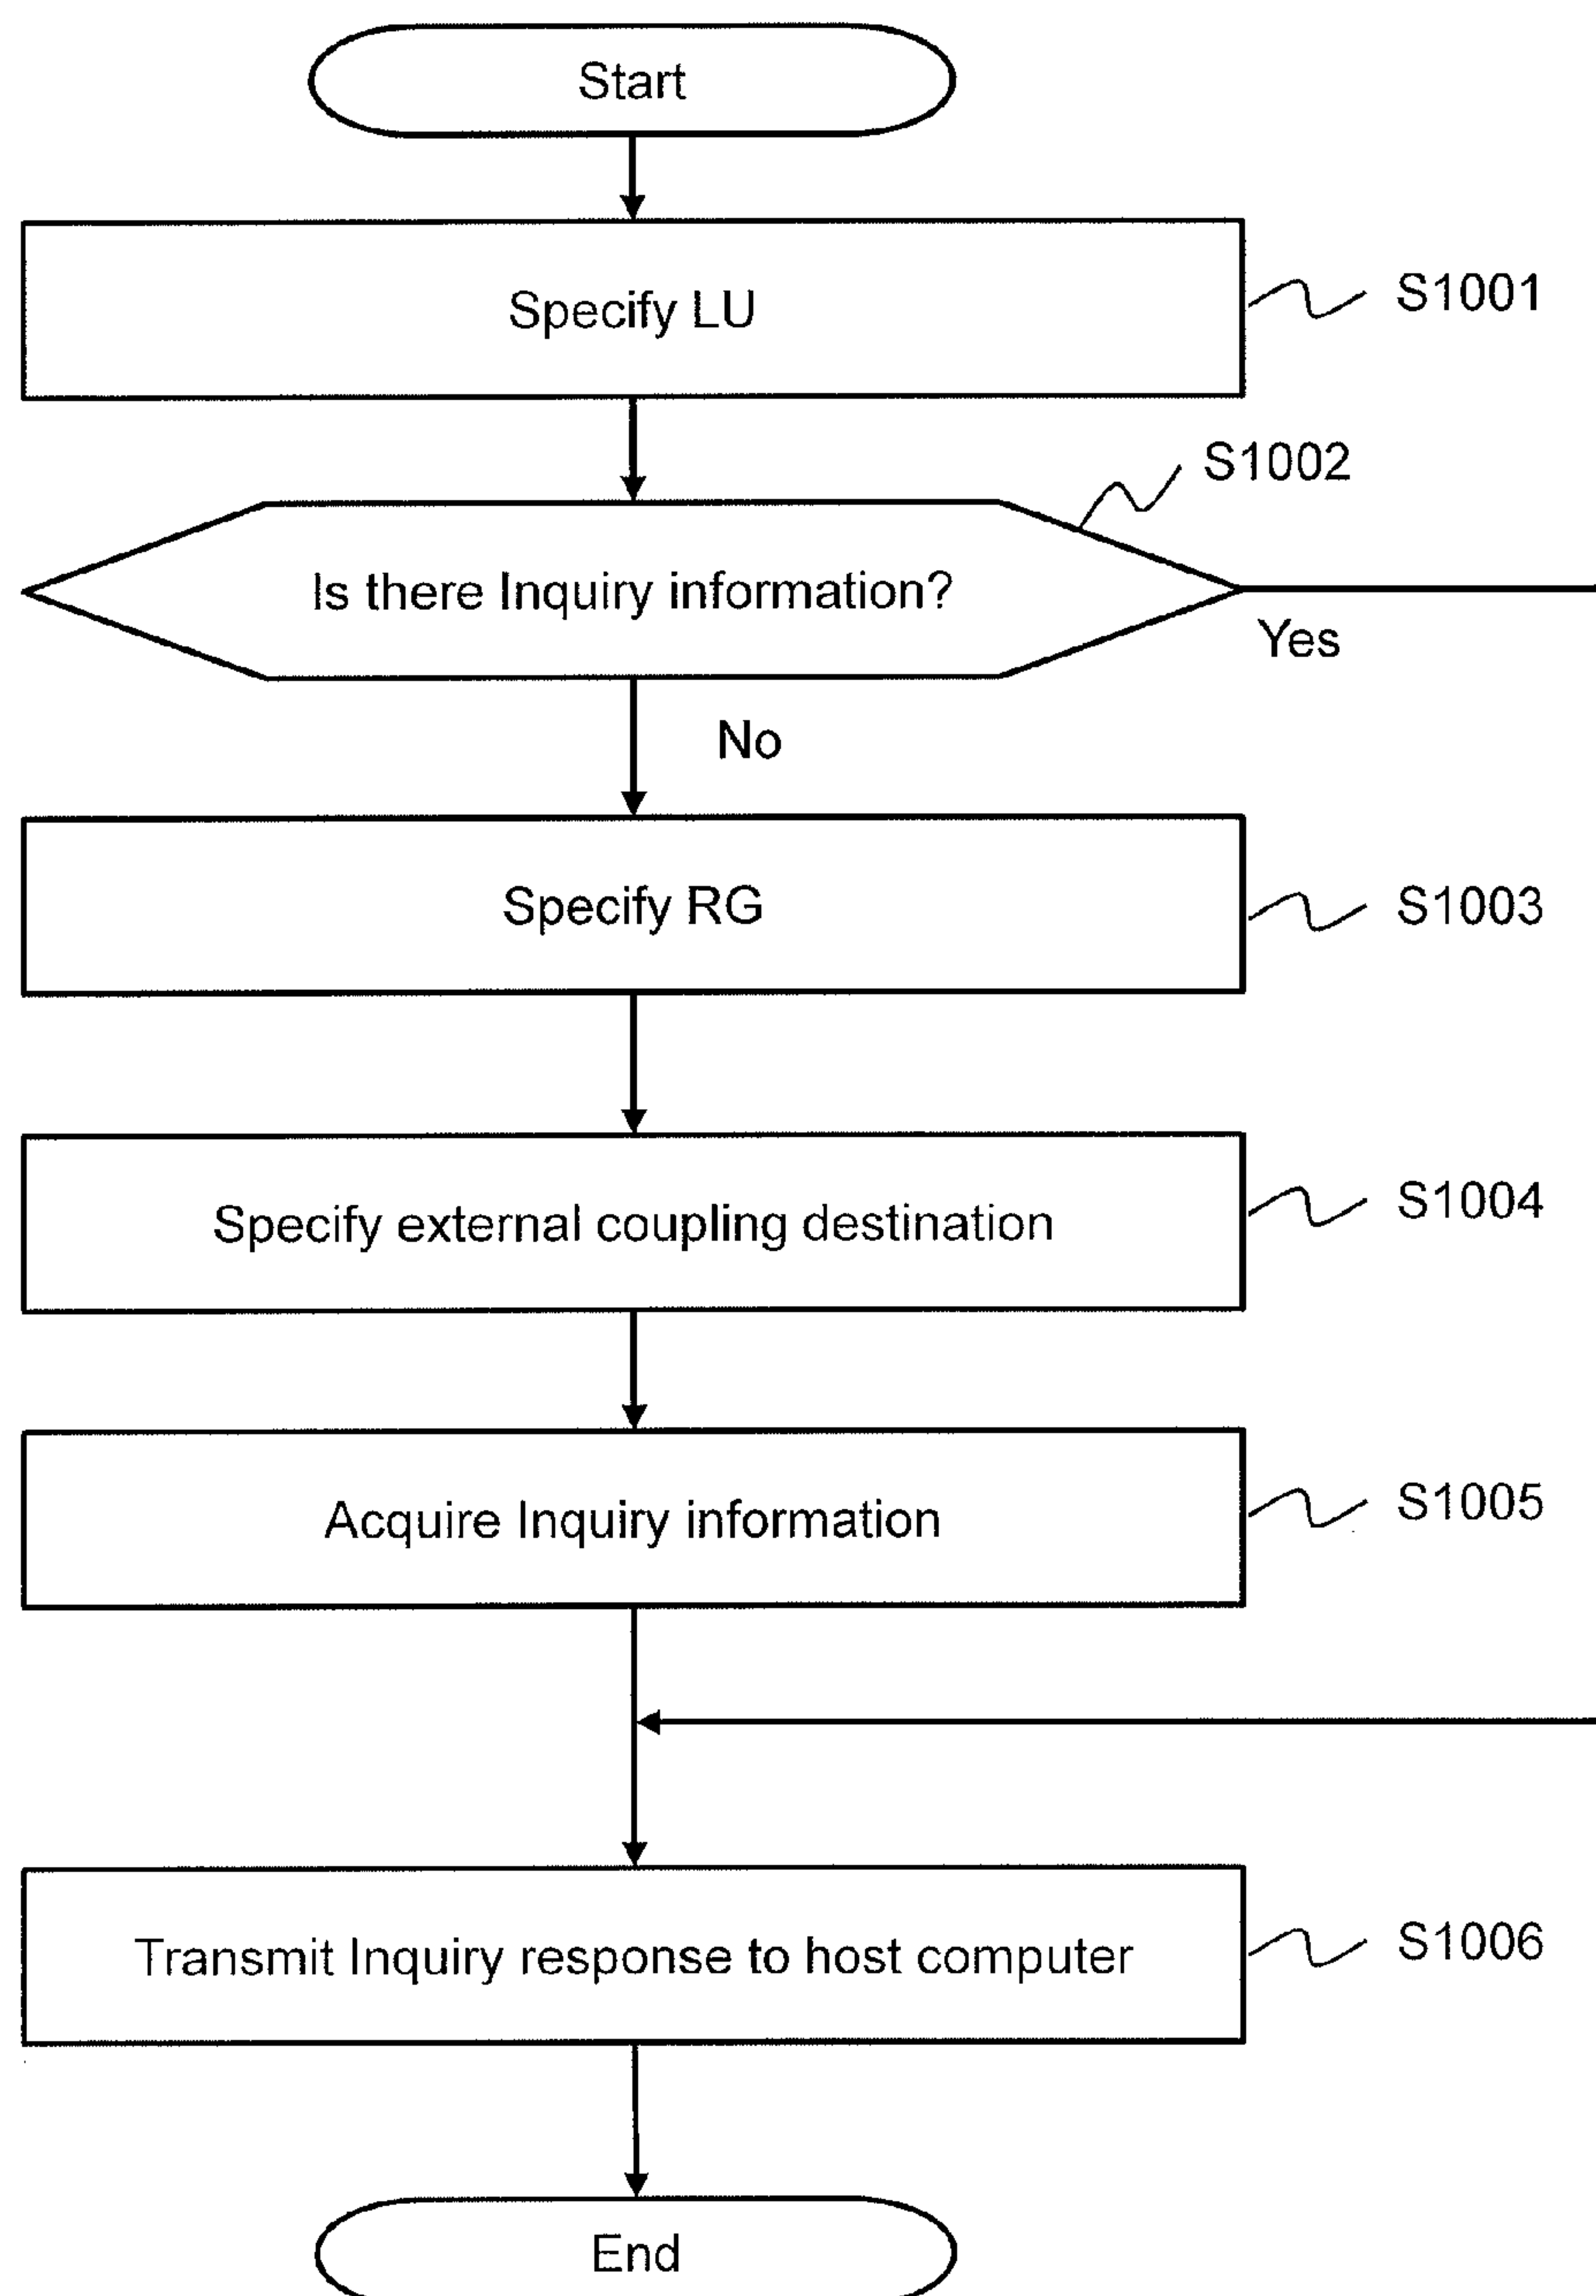 Start
Specify LU
S1001
S1002
Is there Inquiry information?
Yes
No
Specify RG
S1003
Specify external coupling destination
S1004
Acquire Inquiry information
S1005
Transmit Inquiry response to host computer
S1006
End